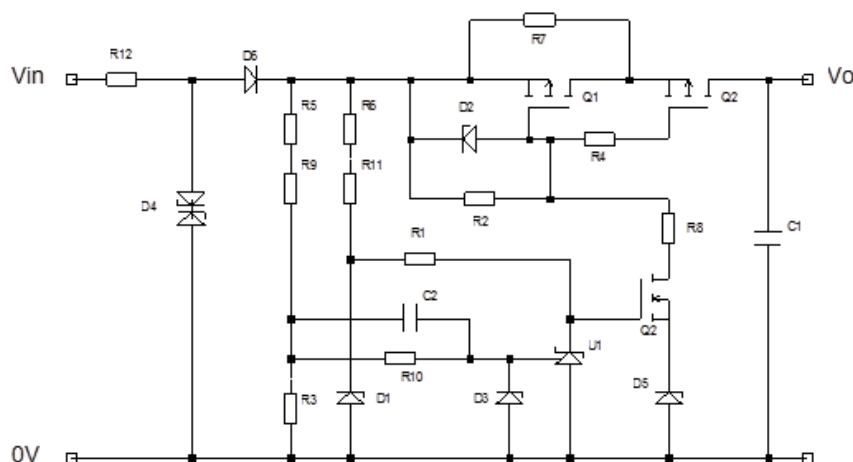 R7
R12
D6
Vin
Vo
Q1
Q2
R5
R6
D2
R4
R9
R11
D4
R2
R8
C1
R1
C2
Q2
U1
R10
D5
R3
D1
D3
0V